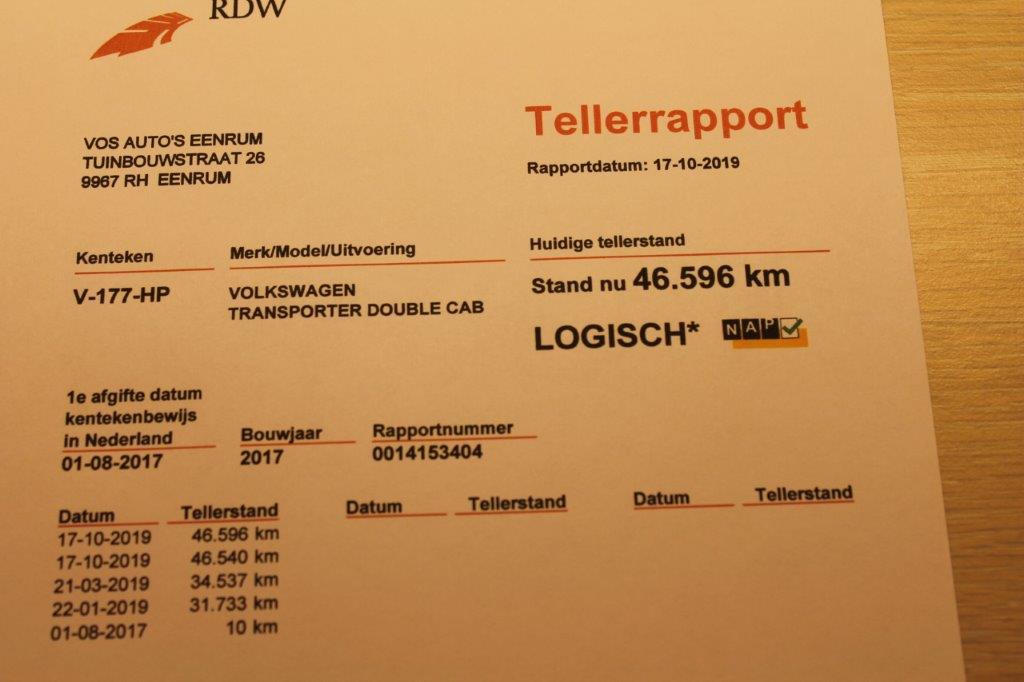 RDW
VOS AUTO'S EENRUM
TUINBOUWSTRAAT 26
9967 RH EENRUM
Tellerrapport
Rapportdatum: 17-10-2019
Kenteken
V-177-HP
Merk/Model/Uitvoering
VOLKSWAGEN
TRANSPORTER DOUBLE CAB
Huidige tellerstand
Stand nu 46.596 km
LOGISCH* NAP
1e afgifte datum
kentekenbewijs
in Nederland
01-08-2017
Bouwjaar
2017
Rapportnummer
0014153404
Datum Tellerstand Datum Tellerstand Datum Tellerstand
17-10-2019 46.596 km
17-10-2019 46.540 km
21-03-2019 34.537 km
22-01-2019 31.733 km
01-08-2017 10 km